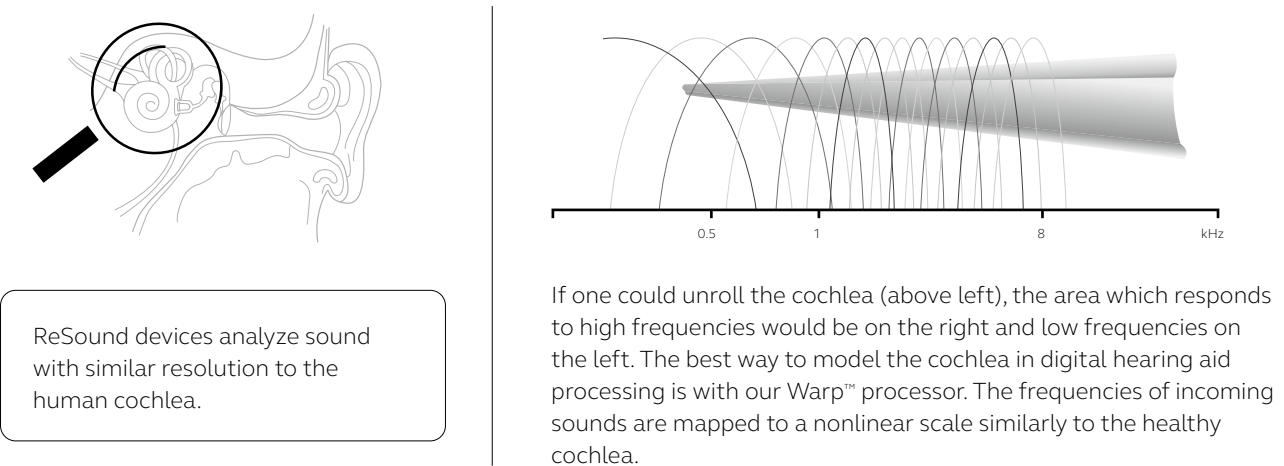 ReSound devices analyze sound
with similar resolution to the
human cochlea.
0.5 1 8 kHz
If one could unroll the cochlea (above left), the area which responds
to high frequencies would be on the right and low frequencies on
the left. The best way to model the cochlea in digital hearing aid
processing is with our Warp™ processor. The frequencies of incoming
sounds are mapped to a nonlinear scale similarly to the healthy
cochlea.